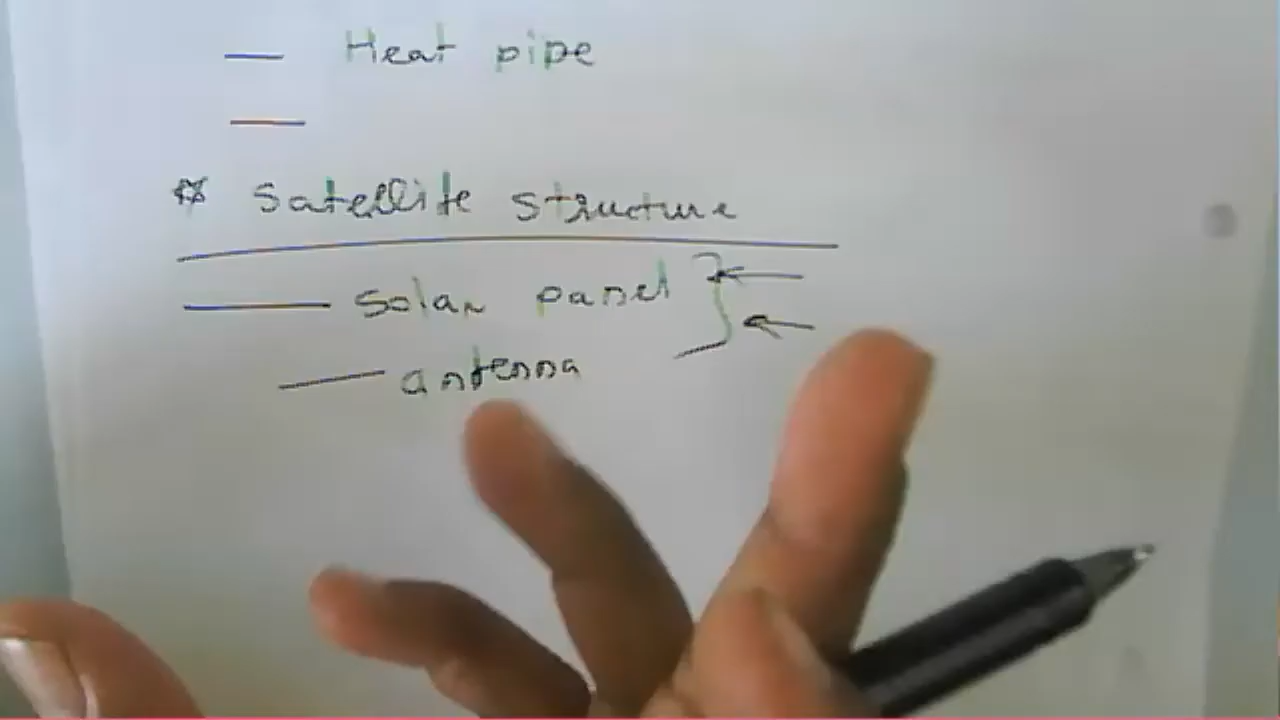 — Heat pipe
—
* Satellite structure
— Solar panel
— antenna